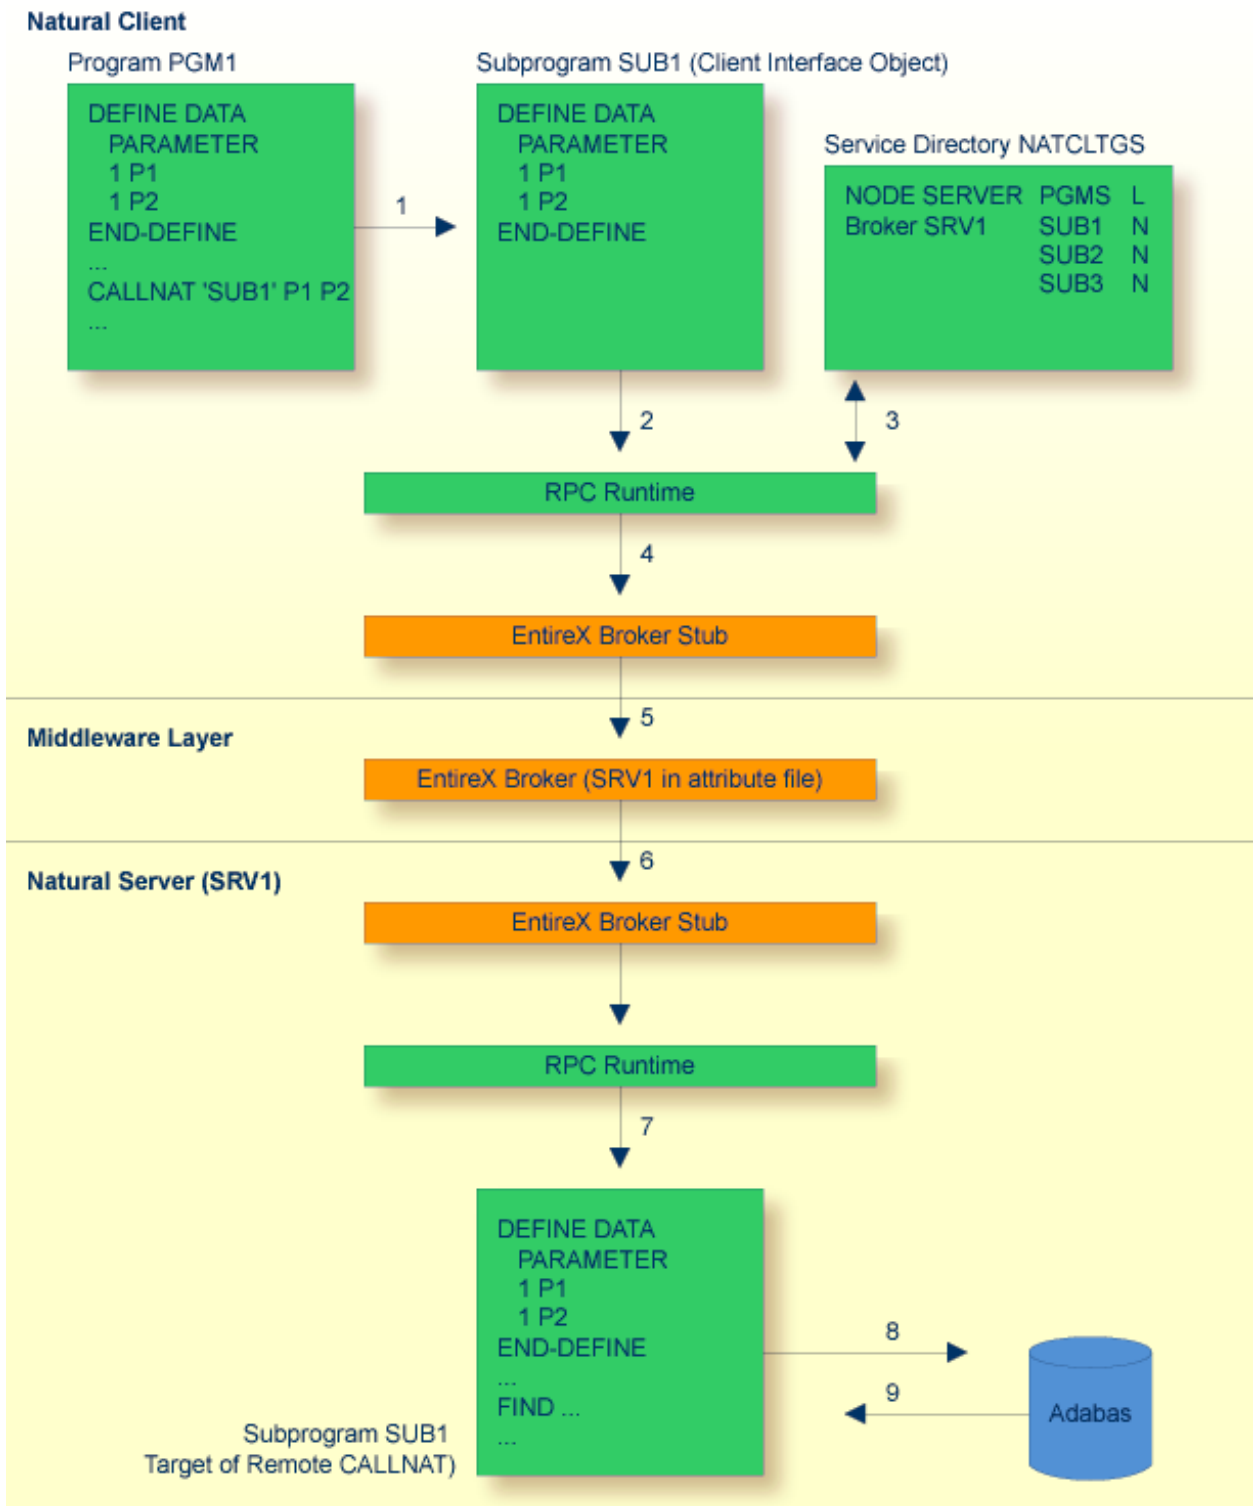 Natural Client
Program PGM1
DEFINE DATA
PARAMETER
1 P1
1 P2
END-DEFINE
...
CALLNAT 'SUB1' P1 P2
...
1
Subprogram SUB1 (Client Interface Object)
DEFINE DATA
PARAMETER
1 P1
1 P2
END-DEFINE
Service Directory NATCLTGS
NODE SERVER PGMS L
Broker SRV1 SUB1 N
SUB2 N
SUB3 N
2
3
RPC Runtime
4
EntireX Broker Stub
5
Middleware Layer
EntireX Broker (SRV1 in attribute file)
6
Natural Server (SRV1)
EntireX Broker Stub
RPC Runtime
7
DEFINE DATA
PARAMETER
1 P1
1 P2
END-DEFINE
...
FIND ...
...
Subprogram SUB1
Target of Remote CALLNAT)
8
9
Adabas